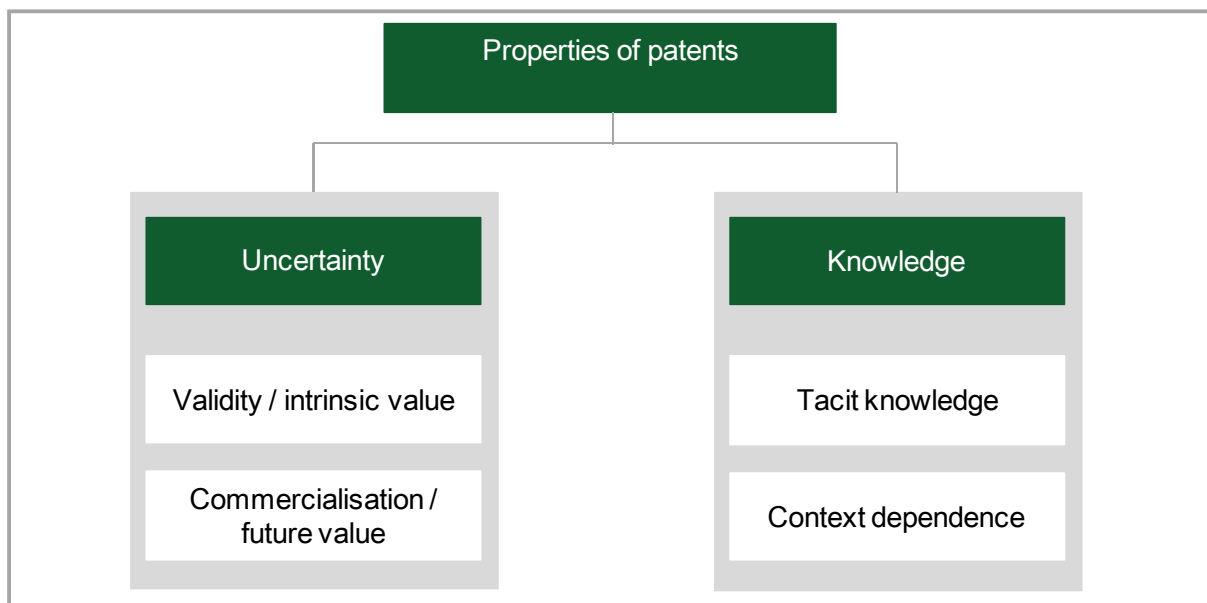 Properties of patents
Uncertainty
Validity / intrinsic value
Commercialisation /
future value
Knowledge
Tacit knowledge
Context dependence